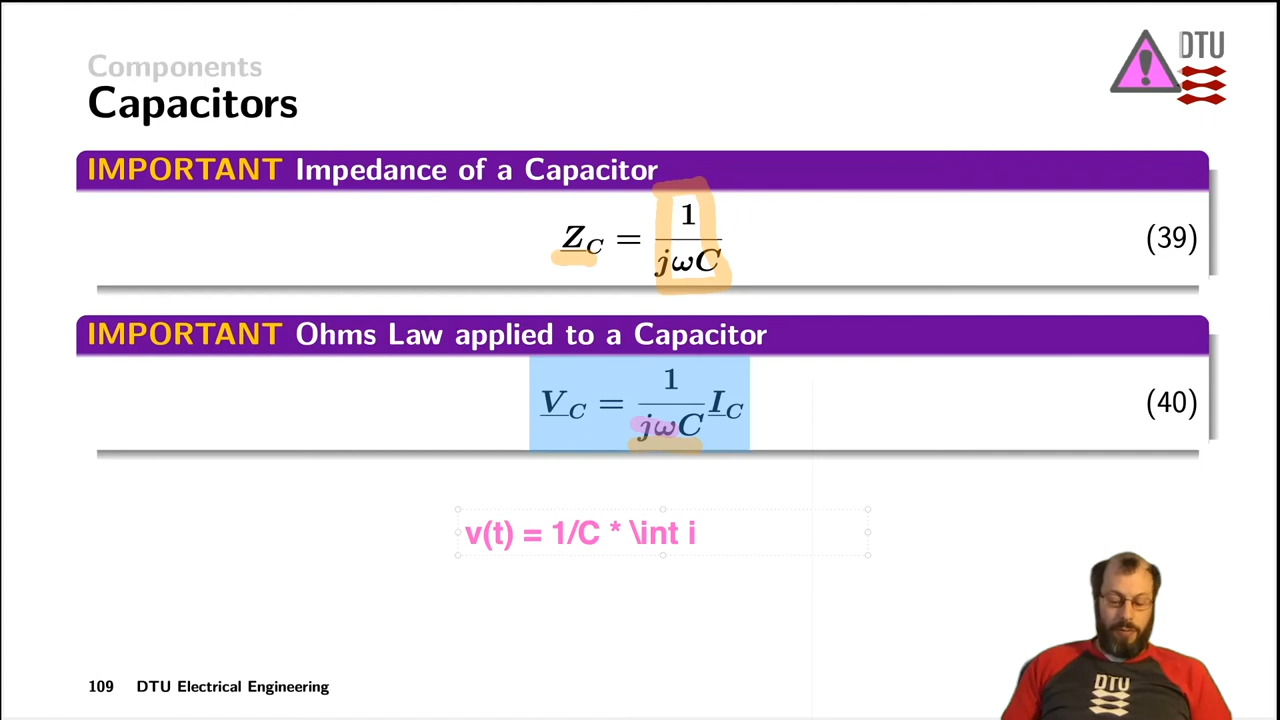 Components
Capacitors
DTU
IMPORTANT Impedance of a Capacitor
Z_C = 1/(jωC) (39)
IMPORTANT Ohms Law applied to a Capacitor
V_C = 1/(jωC) I_C (40)
v(t) = 1/C * \int i
109 DTU Electrical Engineering
DTU